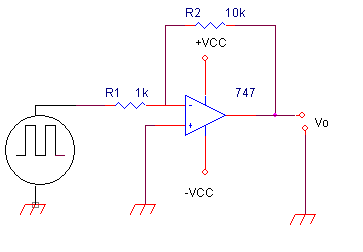 R2 10k
+VCC
R1 1k
747
-
+
Vo
-VCC